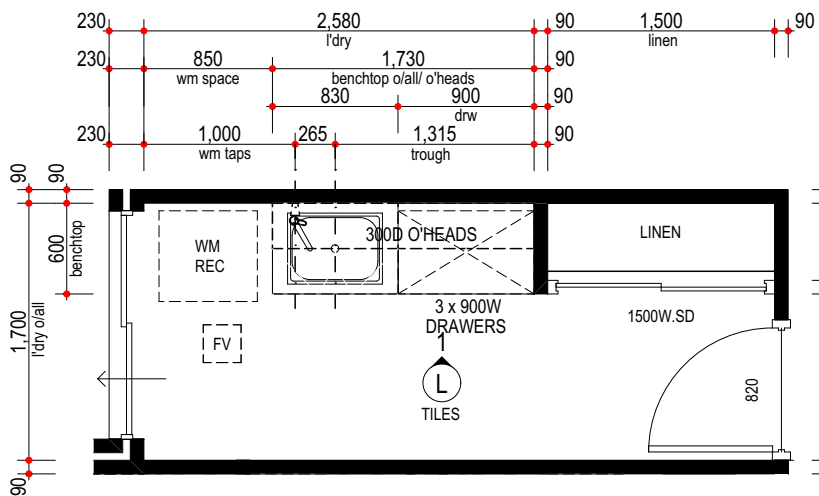 230 2,580 90 1,500 90
l'dry linen
230 850 1,730 90
wm space benchtop o/all/ o'heads
830 900 90
drw
230 1,000 265 1,315 90
wm taps trough
90 90
600
benchtop
1,700
l'dry o/all
90
WM
REC
300D O'HEADS
LINEN
3 x 900W
DRAWERS
1500W.SD
FV
1
L
TILES
820